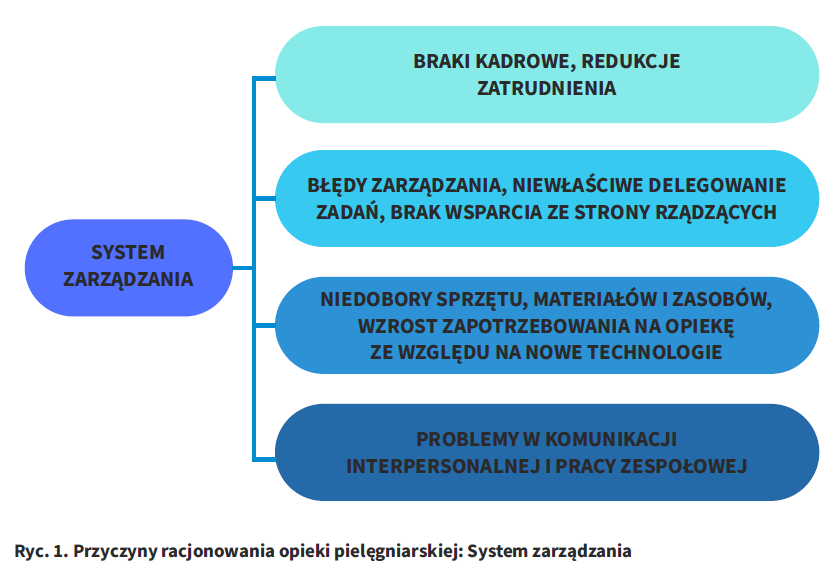 SYSTEM
ZARZĄDZANIA
BRAKI KADROWE, REDUKCJE
ZATRUDNIENIA
BŁĘDY ZARZĄDZANIA, NIEWŁAŚCIWE DELEGOWANIE
ZADAŃ, BRAK WSPARCIA ZE STRONY RZĄDZĄCYCH
NIEDOBORY SPRZĘTU, MATERIAŁÓW I ZASOBÓW,
WZROST ZAPOTRZEBOWANIA NA OPIEKĘ
ZE WZGLĘDU NA NOWE TECHNOLOGIE
PROBLEMY W KOMUNIKACJI
INTERPERSONALNEJ I PRACY ZESPOŁOWEJ
Ryc. 1. Przyczyny racjonowania opieki pielęgniarskiej: System zarządzania